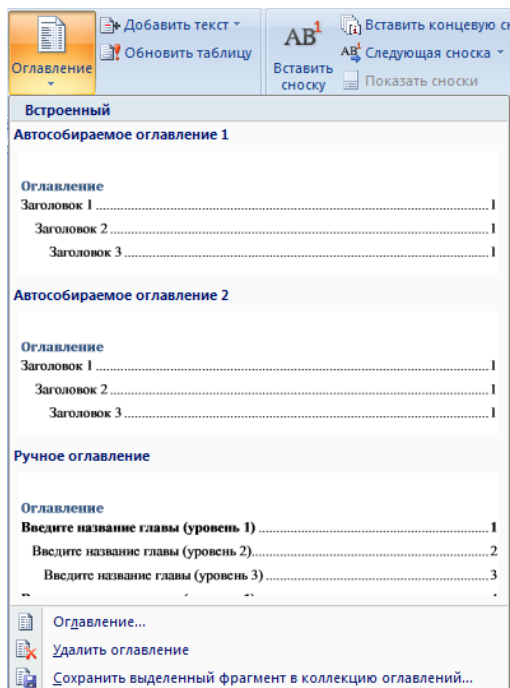 Оглавление
Добавить текст
Обновить таблицу
AB¹
Вставить сноску
Вставить концевую
Следующая сноска
Показать сноски
Встроенный
Автособираемое оглавление 1
Оглавление
Заголовок 1 1
Заголовок 2 1
Заголовок 3 1
Автособираемое оглавление 2
Оглавление
Заголовок 1 1
Заголовок 2 1
Заголовок 3 1
Ручное оглавление
Оглавление
Введите название главы (уровень 1) 1
Введите название главы (уровень 2) 2
Введите название главы (уровень 3) 3
Оглавление...
Удалить оглавление
Сохранить выделенный фрагмент в коллекцию оглавлений...